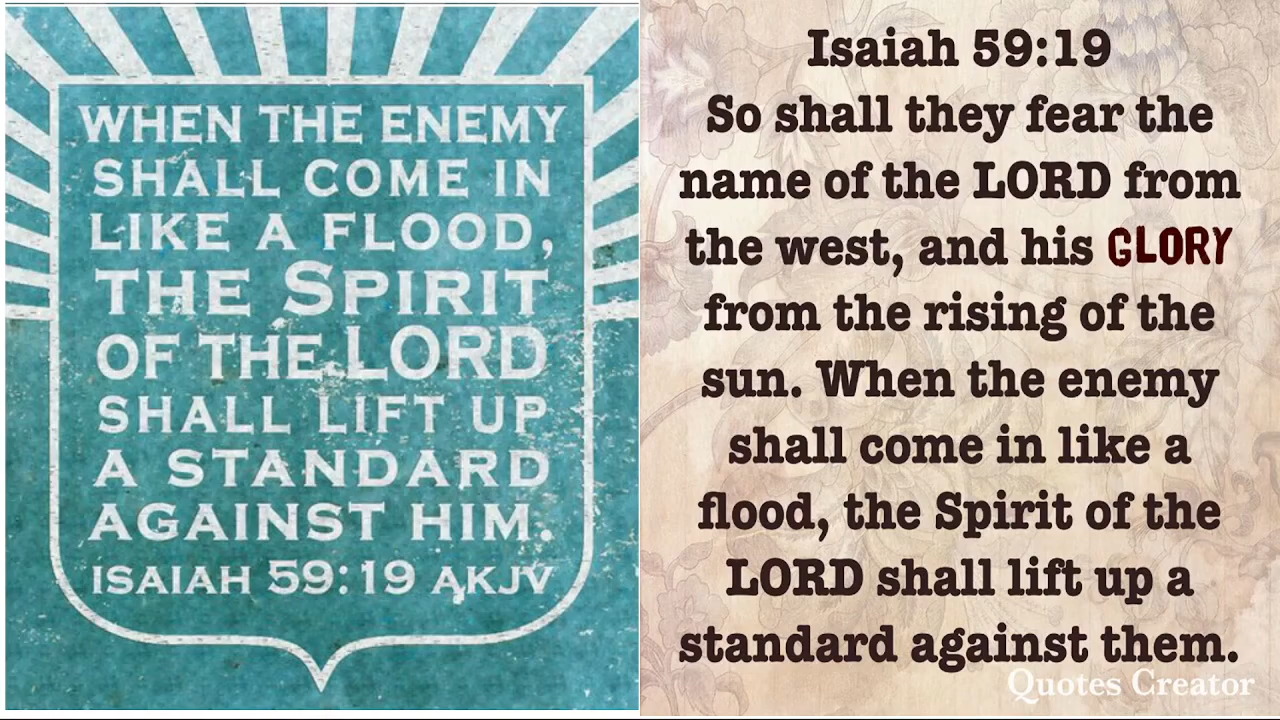 WHEN THE ENEMY
SHALL COME IN
LIKE A FLOOD,
THE SPIRIT
OF THE LORD
SHALL LIFT UP
A STANDARD
AGAINST HIM.
ISAIAH 59:19 AKJV
Isaiah 59:19
So shall they fear the
name of the LORD from
the west, and his GLORY
from the rising of the
sun. When the enemy
shall come in like a
flood, the Spirit of the
LORD shall lift up a
standard against them.
Quotes Creator